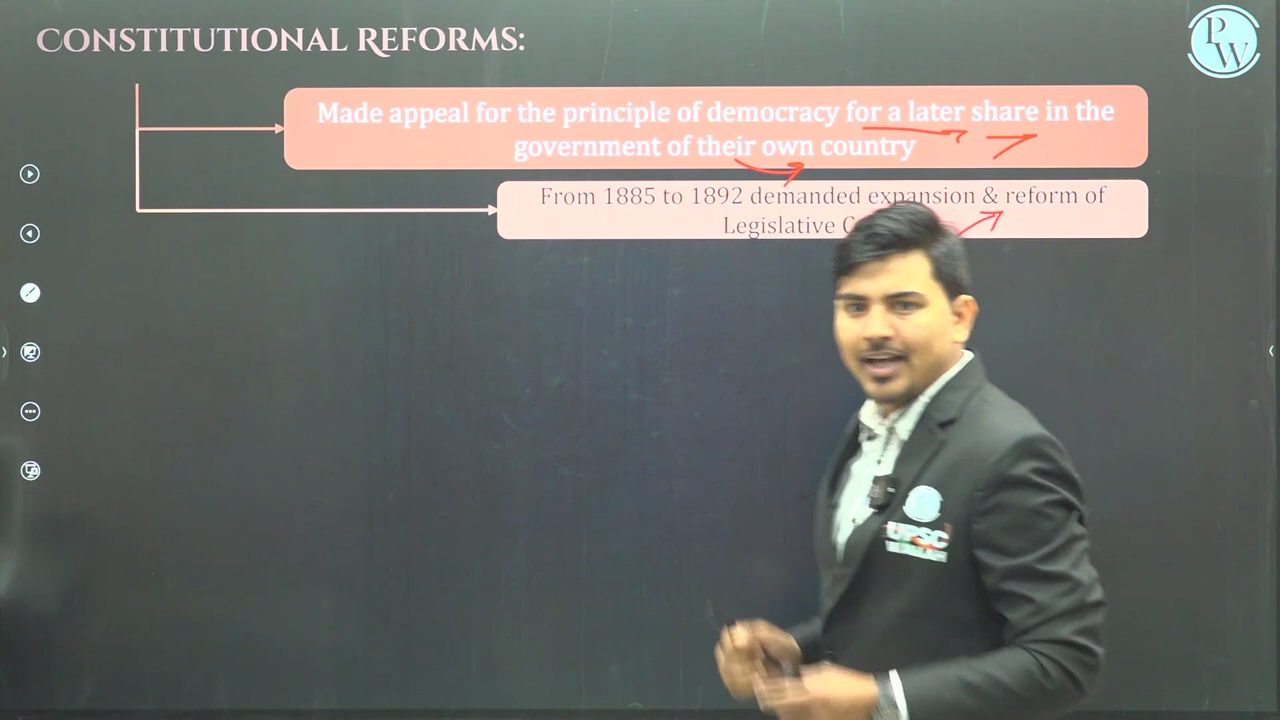 CONSTITUTIONAL REFORMS:
PW
Made appeal for the principle of democracy for a later share in the
government of their own country
From 1885 to 1892 demanded expansion & reform of
Legislative
UPSC